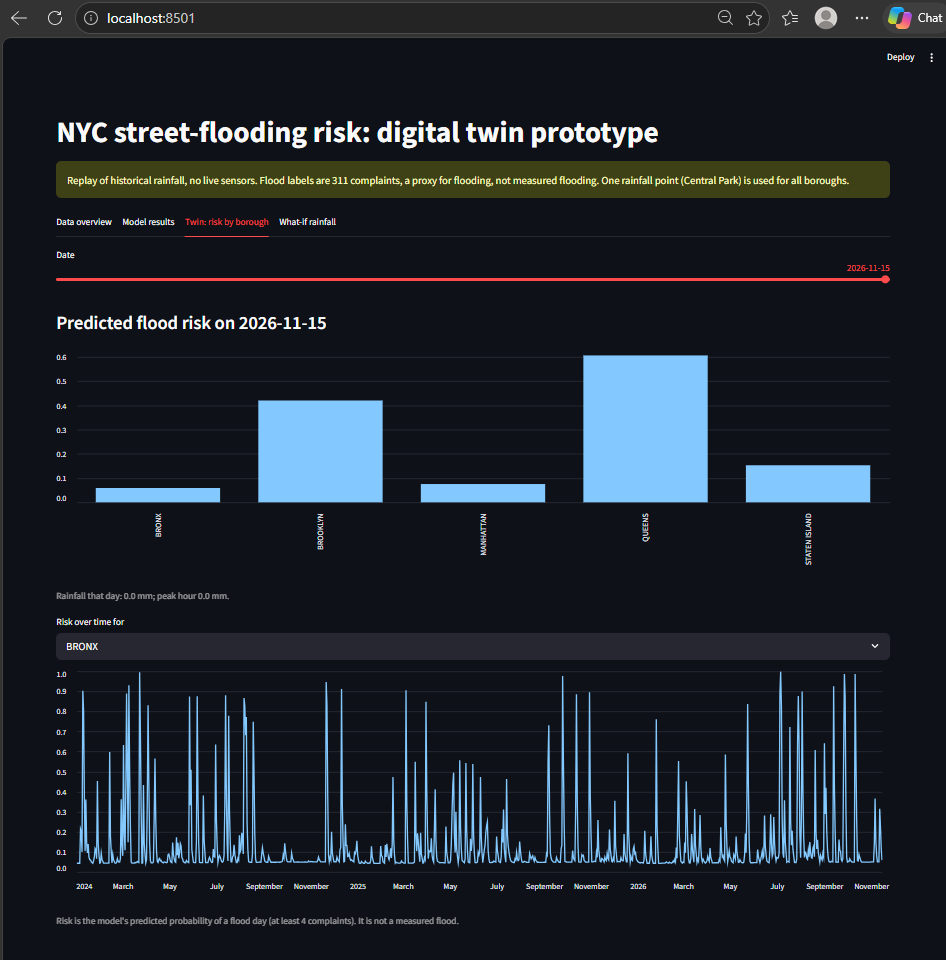 localhost:8501
Chat
Deploy
NYC street-flooding risk: digital twin prototype
Replay of historical rainfall, no live sensors. Flood labels are 311 complaints, a proxy for flooding, not measured flooding. One rainfall point (Central Park) is used for all boroughs.
Data overview Model results Twin: risk by borough What-if rainfall
Date
2026-11-15
Predicted flood risk on 2026-11-15
0.6
0.5
0.4
0.3
0.2
0.1
0.0
BRONX BROOKLYN MANHATTAN QUEENS STATEN ISLAND
Rainfall that day: 0.0 mm; peak hour 0.0 mm.
Risk over time for
BRONX
1.0
0.9
0.8
0.7
0.6
0.5
0.4
0.3
0.2
0.1
0.0
2024 March May July September November 2025 March May July September November 2026 March May July September November
Risk is the model's predicted probability of a flood day (at least 4 complaints). It is not a measured flood.